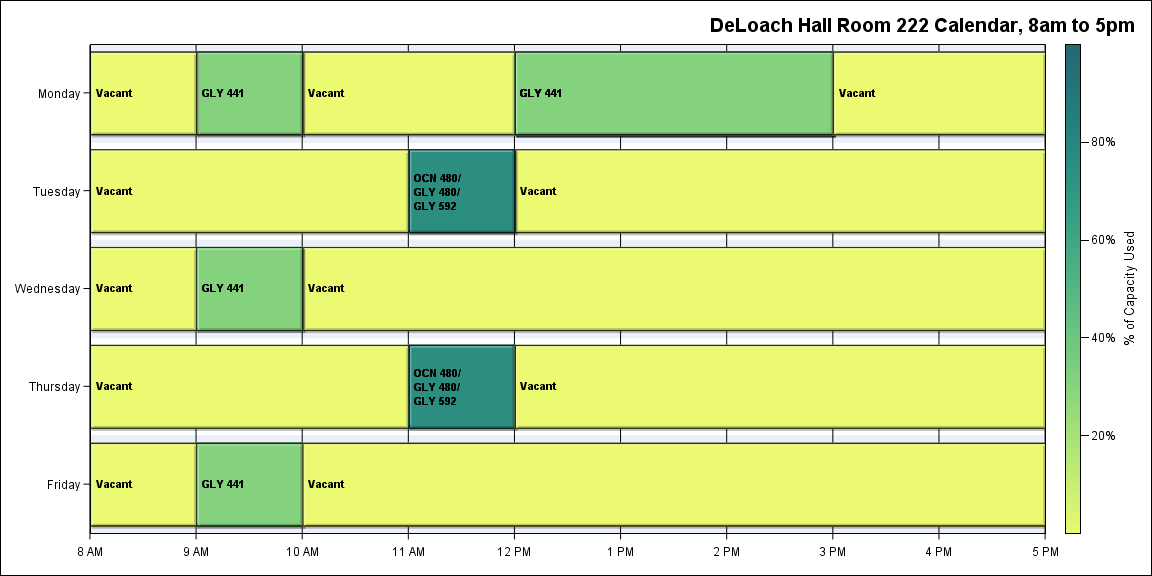 DeLoach Hall Room 222 Calendar, 8am to 5pm
Monday
Vacant
GLY 441
Vacant
GLY 441
Vacant
Tuesday
Vacant
OCN 480/
GLY 480/
GLY 592
Vacant
Wednesday
Vacant
GLY 441
Vacant
Thursday
Vacant
OCN 480/
GLY 480/
GLY 592
Vacant
Friday
Vacant
GLY 441
Vacant
8 AM
9 AM
10 AM
11 AM
12 PM
1 PM
2 PM
3 PM
4 PM
5 PM
80%
60%
40%
20%
% of Capacity Used